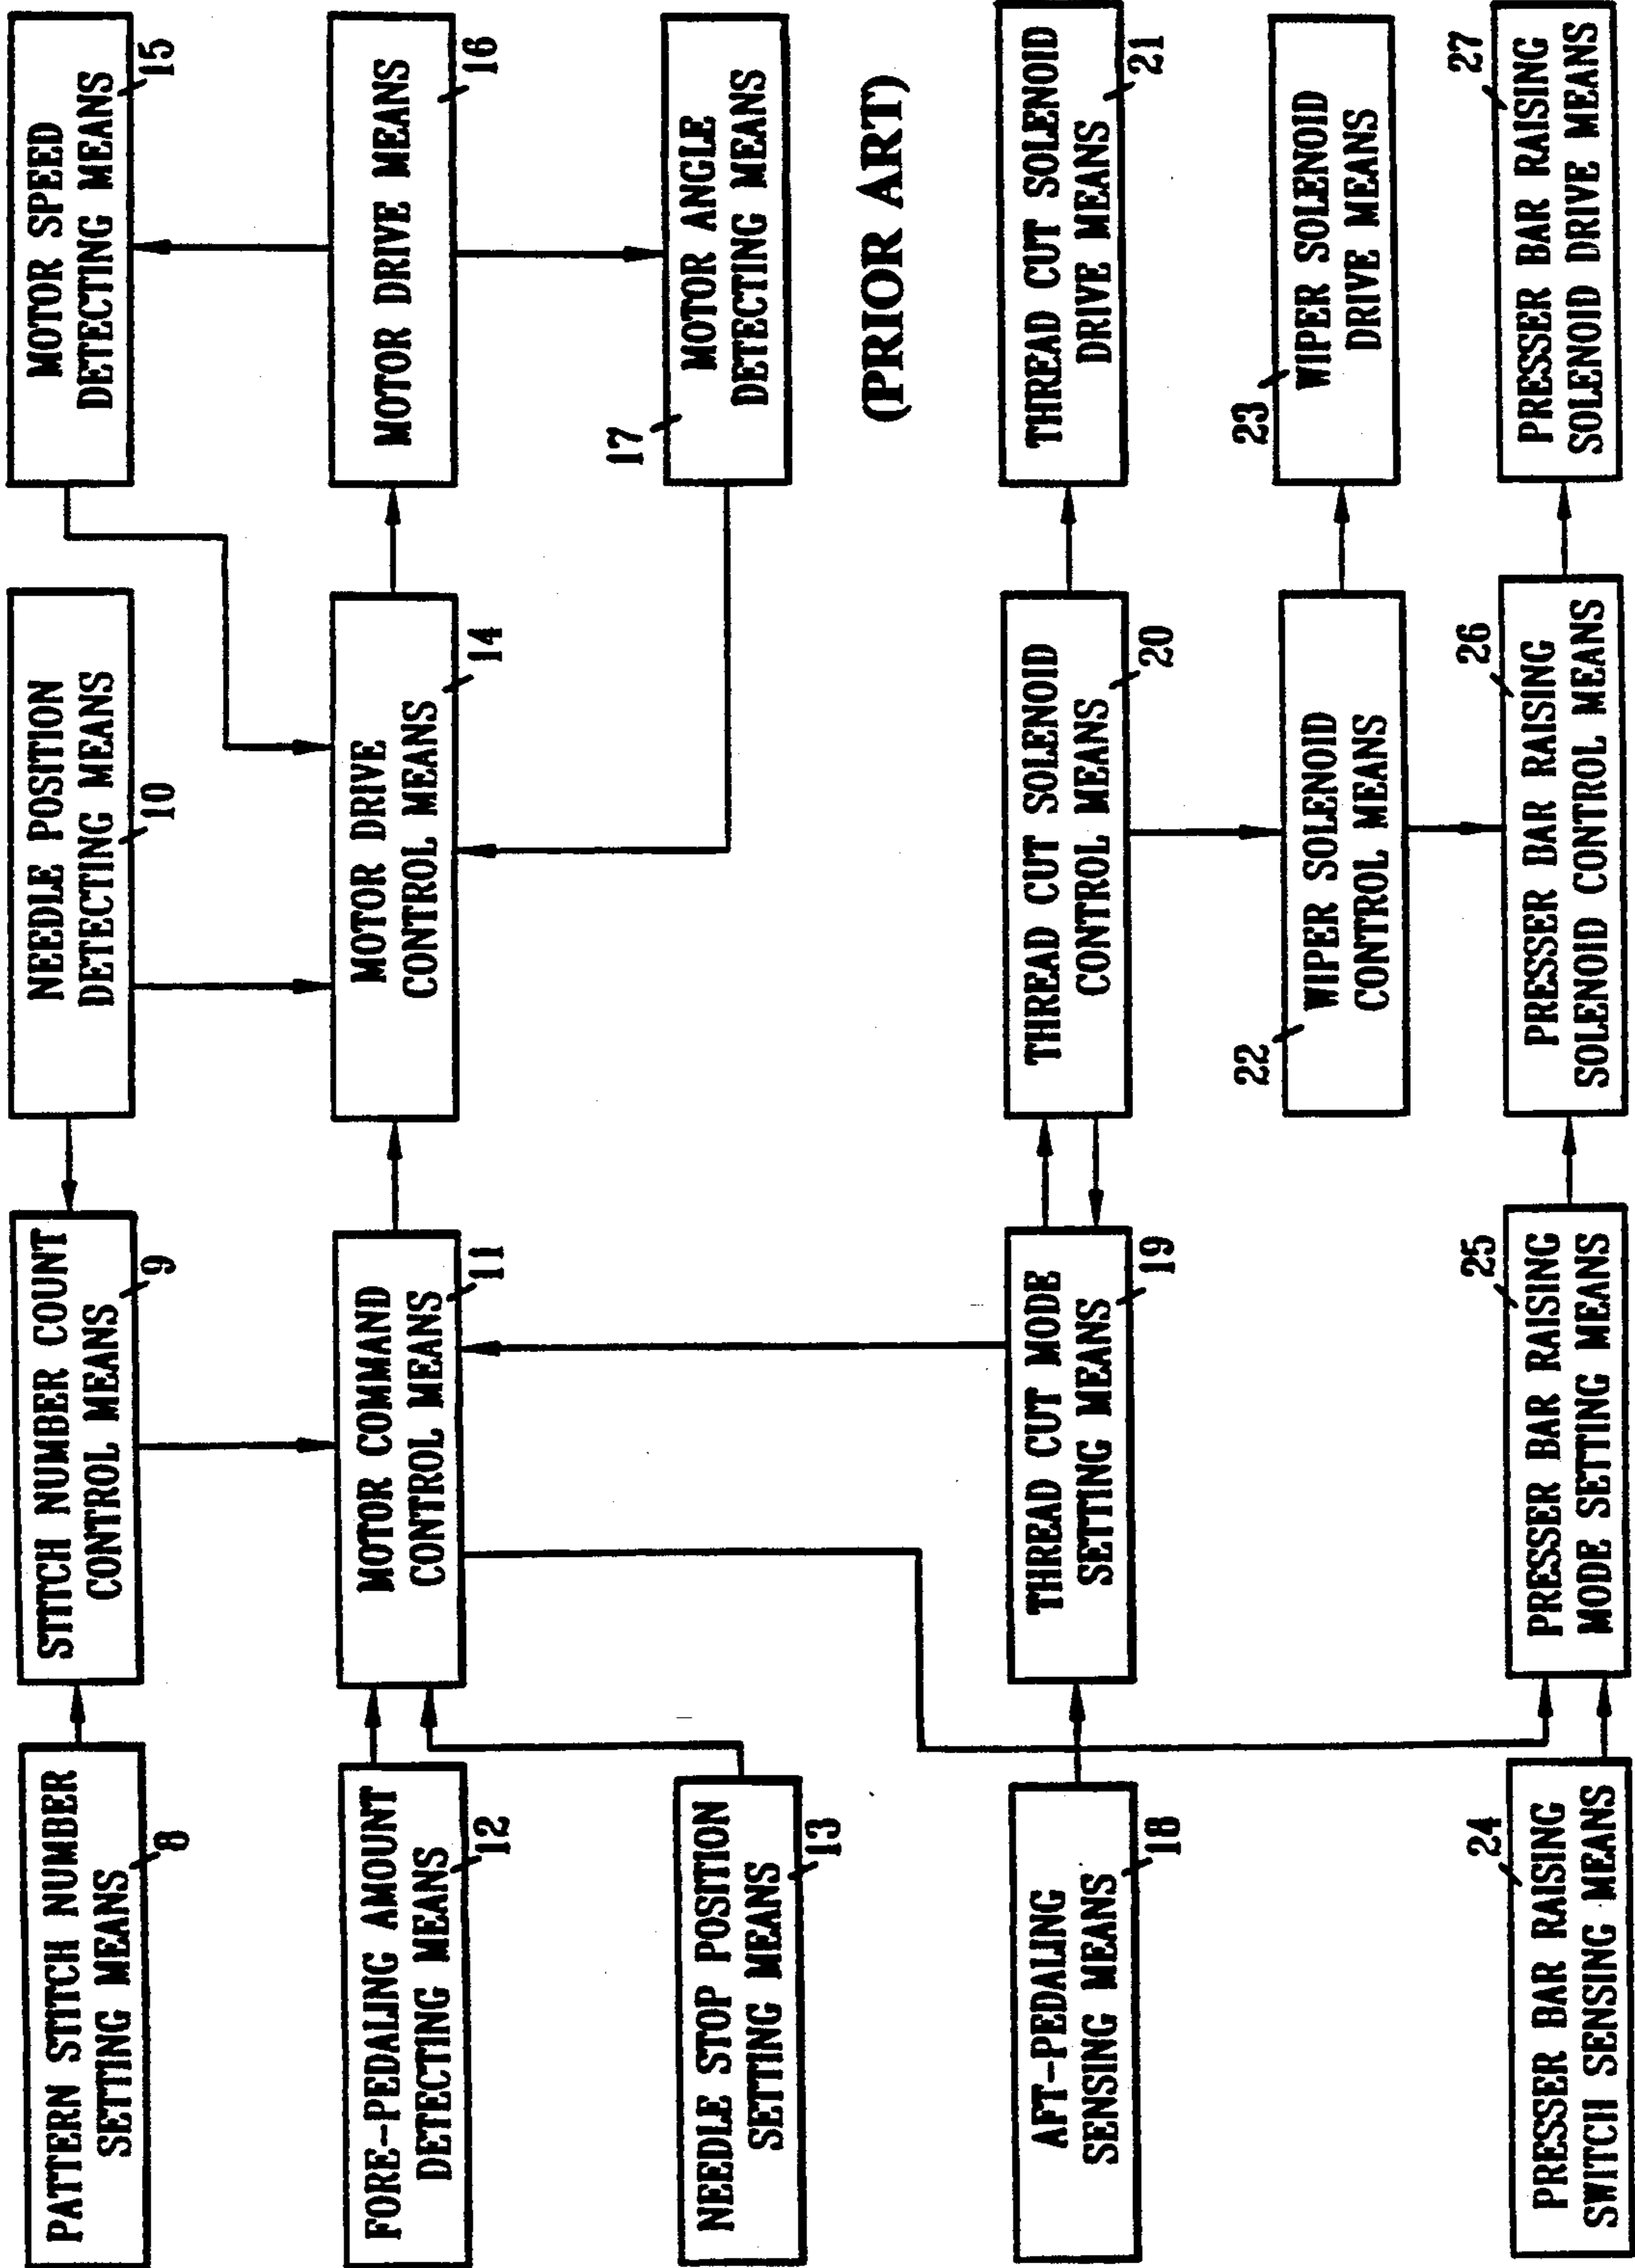 PATTERN STITCH NUMBER
SETTING MEANS
8
STITCH NUMBER COUNT
CONTROL MEANS
9
NEEDLE POSITION
DETECTING MEANS
10
MOTOR SPEED
DETECTING MEANS
15
FORE-PEDALING AMOUNT
DETECTING MEANS
12
MOTOR COMMAND
CONTROL MEANS
11
MOTOR DRIVE
CONTROL MEANS
14
MOTOR DRIVE MEANS
16
NEEDLE STOP POSITION
SETTING MEANS
13
17
MOTOR ANGLE
DETECTING MEANS
(PRIOR ART)
AFT-PEDALING
SENSING MEANS
18
THREAD CUT MODE
SETTING MEANS
19
THREAD CUT SOLENOID
CONTROL MEANS
20
THREAD CUT SOLENOID
DRIVE MEANS
21
22
WIPER SOLENOID
CONTROL MEANS
23
WIPER SOLENOID
DRIVE MEANS
24
PRESSER BAR RAISING
SWITCH SENSING MEANS
25
PRESSER BAR RAISING
MODE SETTING MEANS
26
PRESSER BAR RAISING
SOLENOID CONTROL MEANS
27
PRESSER BAR RAISING
SOLENOID DRIVE MEANS